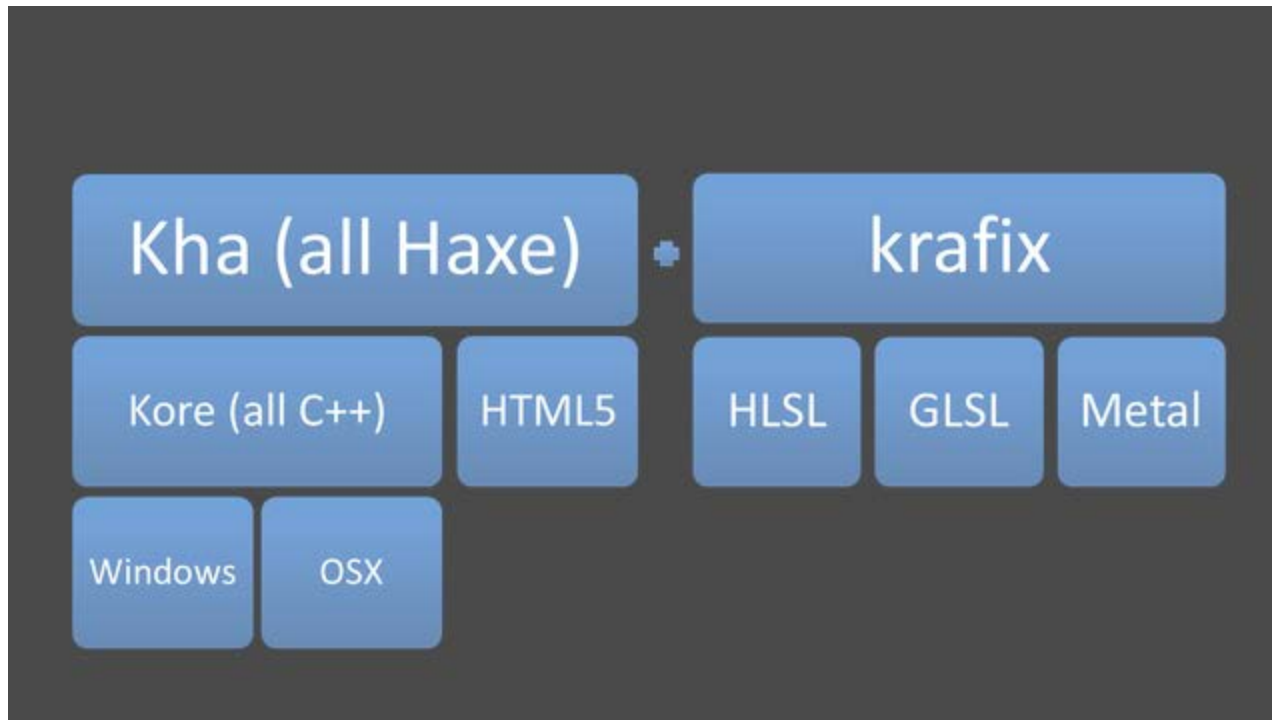 Kha (all Haxe)
krafix
Kore (all C++)
HTML5
HLSL
GLSL
Metal
Windows
OSX